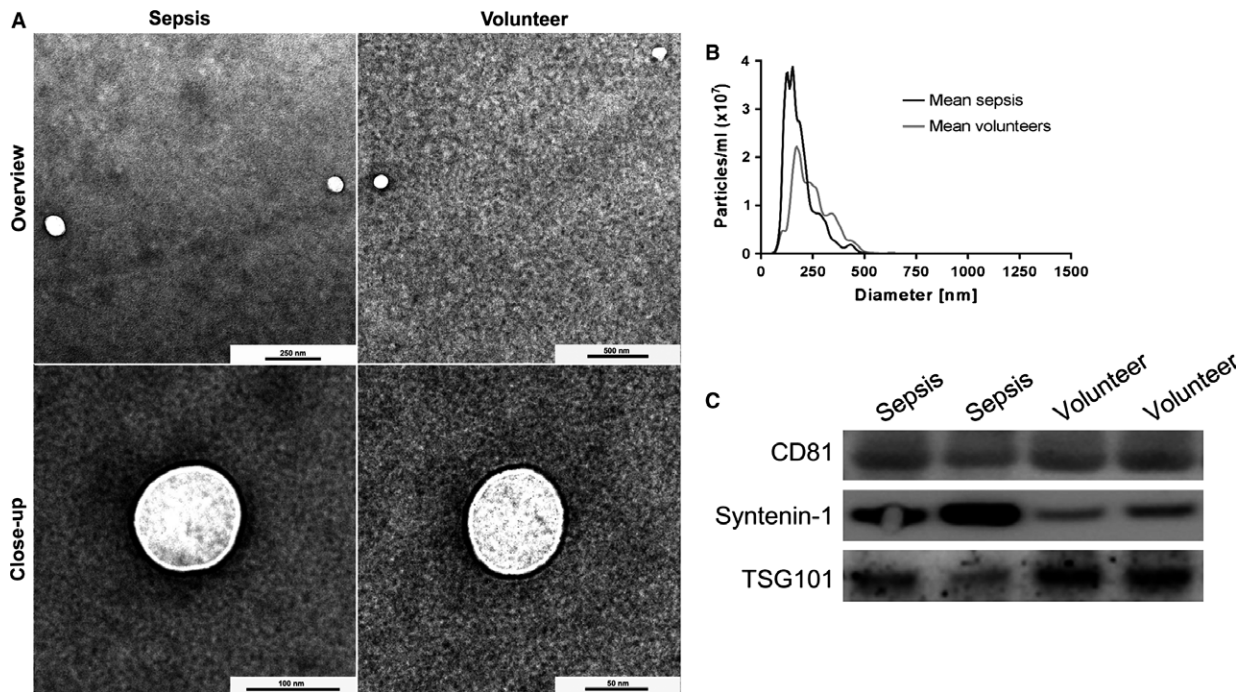 A
Sepsis
Volunteer
Overview
250 nm
500 nm
Close-up
100 nm
50 nm
B
Particles/ml (x10⁷)
4
3
2
1
0
0 250 500 750 1000 1250 1500
Diameter [nm]
Mean sepsis
Mean volunteers
C
Sepsis Sepsis Volunteer Volunteer
CD81
Syntenin-1
TSG101